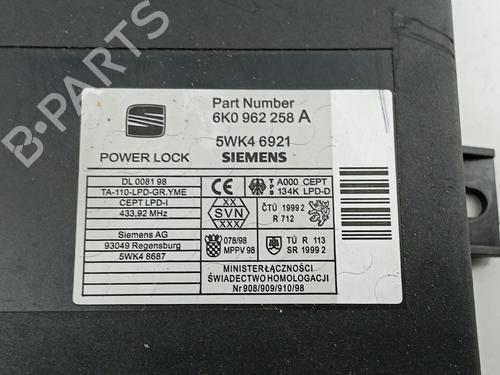 Part Number
6K0 962 258 A
5WK4 6921
POWER LOCK SIEMENS
DL 0081 98
TA-110-LPD-GR.YME
CEPT LPD-I
433,92 MHz
Siemens AG
93049 Regensburg
5WK4 8687
CE
TPS
A000 CEPT
134K LPD-D
XX
SVN
XXX
ČTÚ 1999 2
R 712
078/98
MPPV 98
TÚ R 113
SR 1999 2
MINISTER ŁĄCZNOŚCI
ŚWIADECTWO HOMOLOGACJI
Nr 908/909/910/98
B-PARTS